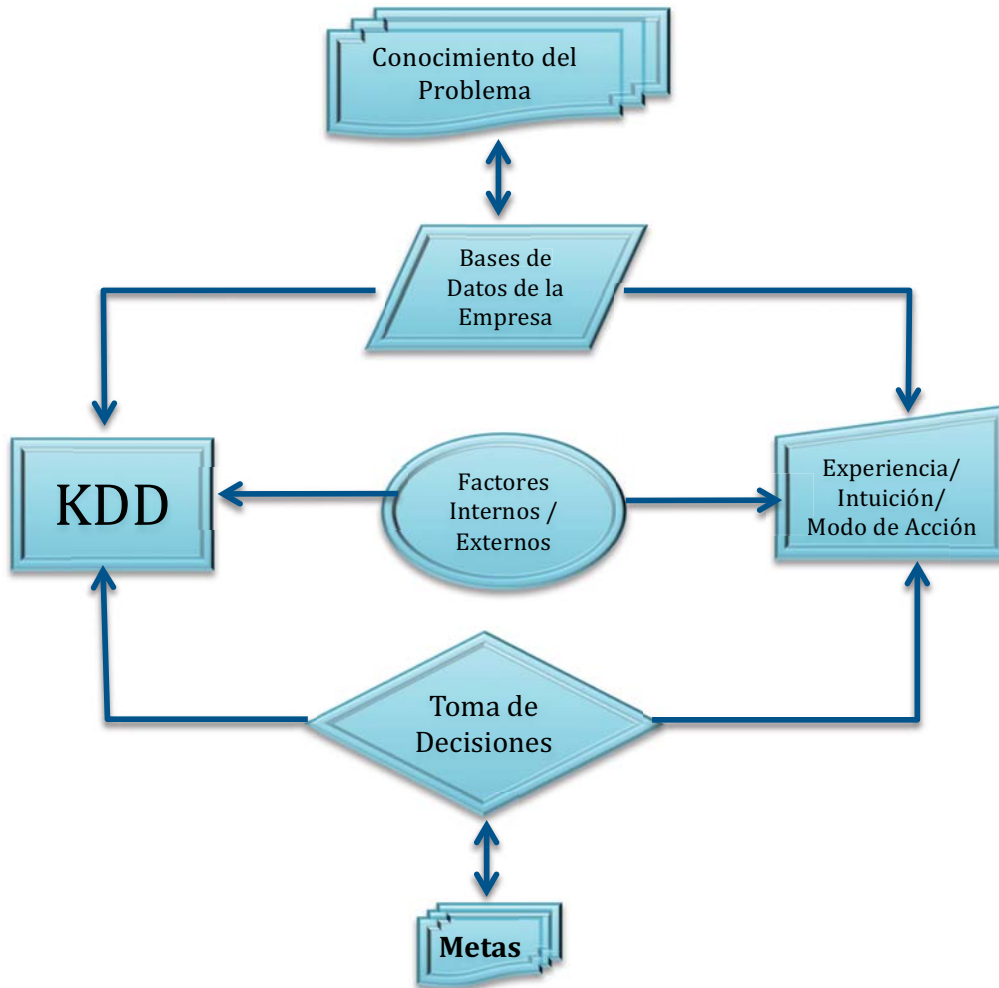 Conocimiento del
Problema
Bases de
Datos de la
Empresa
KDD
Factores
Internos /
Externos
Experiencia/
Intuición/
Modo de Acción
Toma de
Decisiones
Metas